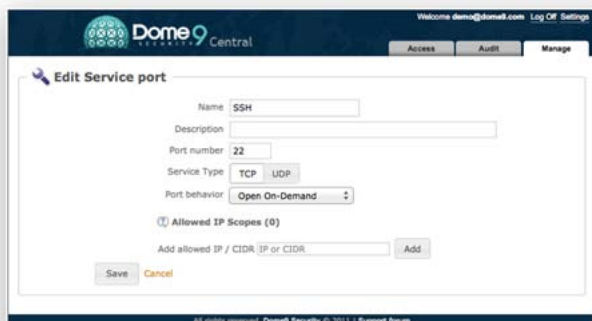 Welcome demo@dome9.com Log Off Settings
Dome9 Central
SECURITY
Access Audit Manage
Edit Service port
Name SSH
Description
Port number 22
Service Type TCP UDP
Port behavior Open On-Demand
Allowed IP Scopes (0)
Add allowed IP / CIDR IP or CIDR Add
Save Cancel
All rights reserved, Dome9 Security © 2011 | Support forum